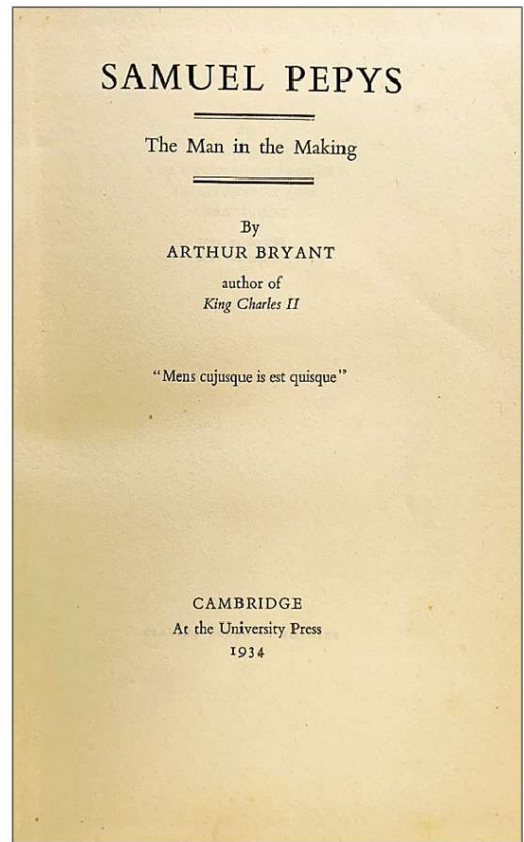 SAMUEL PEPYS
The Man in the Making
By
ARTHUR BRYANT
author of
King Charles II
"Mens cujusque is est quisque"
CAMBRIDGE
At the University Press
1934